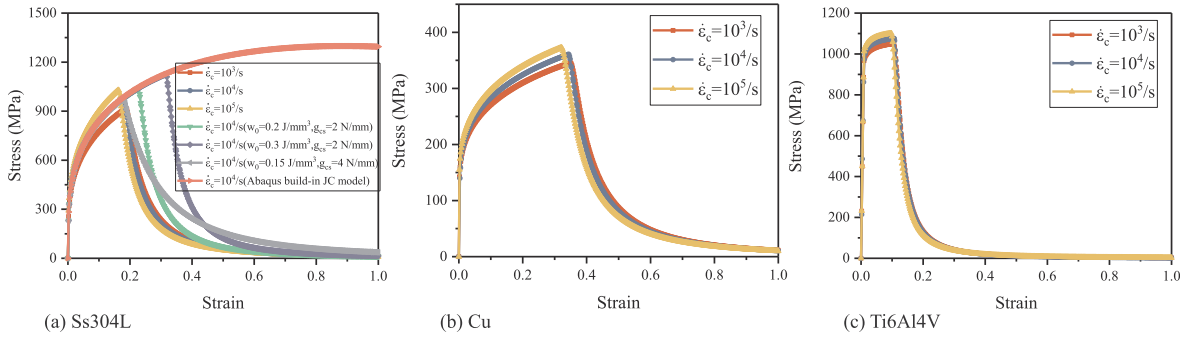 1500
1200
900
600
300
0
0.0 0.2 0.4 0.6 0.8 1.0
Stress (MPa)
Strain
ε̇c=10³/s
ε̇c=10⁴/s
ε̇c=10⁵/s
ε̇c=10⁴/s(w₀=0.2 J/mm³,gcs=2 N/mm)
ε̇c=10⁴/s(w₀=0.3 J/mm³,gcs=2 N/mm)
ε̇c=10⁴/s(w₀=0.15 J/mm³,gcs=4 N/mm)
ε̇c=10⁴/s(Abaqus build-in JC model)
(a) Ss304L
400
300
200
100
0
0.0 0.2 0.4 0.6 0.8 1.0
Stress (MPa)
Strain
ε̇c=10³/s
ε̇c=10⁴/s
ε̇c=10⁵/s
(b) Cu
1200
1000
800
600
400
200
0
0.0 0.2 0.4 0.6 0.8 1.0
Stress (MPa)
Strain
ε̇c=10³/s
ε̇c=10⁴/s
ε̇c=10⁵/s
(c) Ti6Al4V